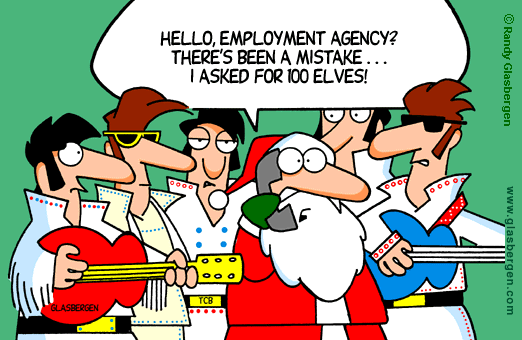 HELLO, EMPLOYMENT AGENCY?
THERE'S BEEN A MISTAKE...
I ASKED FOR 100 ELVES!
© Randy Glasbergen
www.glasbergen.com
TCB
GLASBERGEN